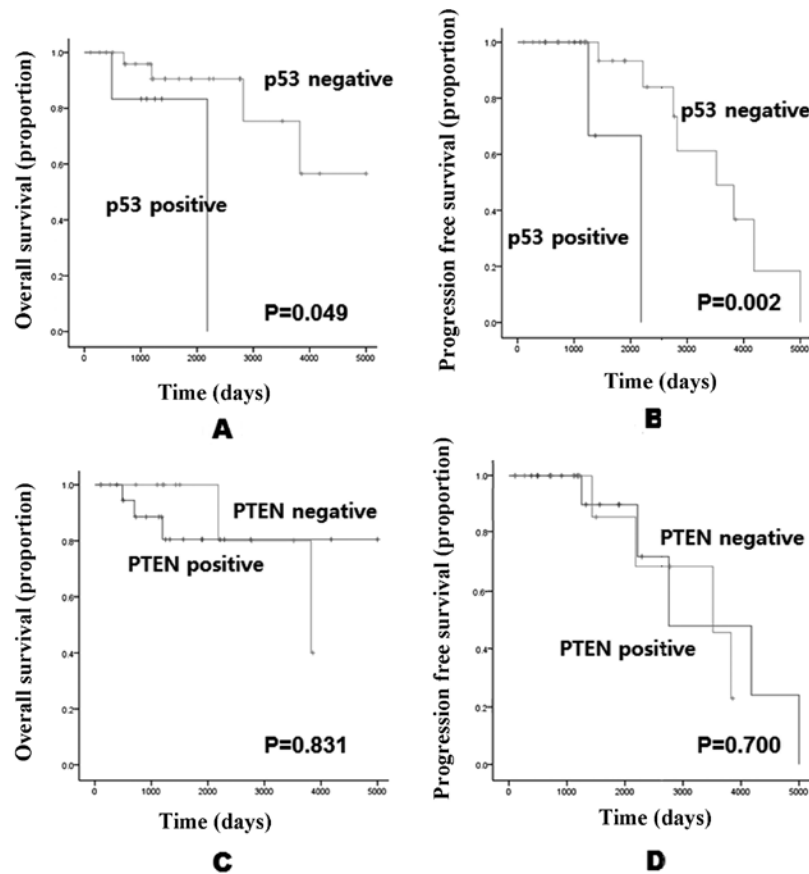 Overall survival (proportion)
1.0
0.8
0.6
0.4
0.2
0.0
p53 negative
p53 positive
P=0.049
0 1000 2000 3000 4000 5000
Time (days)
A
Progression free survival (proportion)
1.0
0.8
0.6
0.4
0.2
0.0
p53 negative
p53 positive
P=0.002
0 1000 2000 3000 4000 5000
Time (days)
B
Overall survival (proportion)
1.0
0.8
0.6
0.4
0.2
0.0
PTEN negative
PTEN positive
P=0.831
0 1000 2000 3000 4000 5000
Time (days)
C
Progression free survival (proportion)
1.0
0.8
0.6
0.4
0.2
0.0
PTEN negative
PTEN positive
P=0.700
0 1000 2000 3000 4000 5000
Time (days)
D